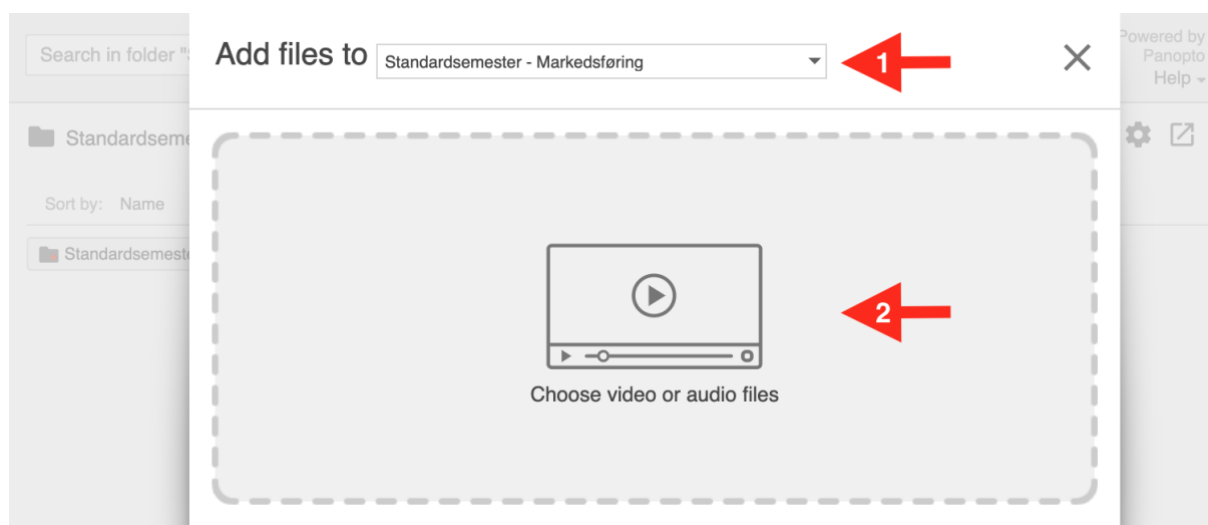 Search in folder "S
Add files to
Standardsemester - Markedsføring
1
Powered by
Panopto
Help
Standardseme
Sort by: Name
Standardsemeste
2
Choose video or audio files